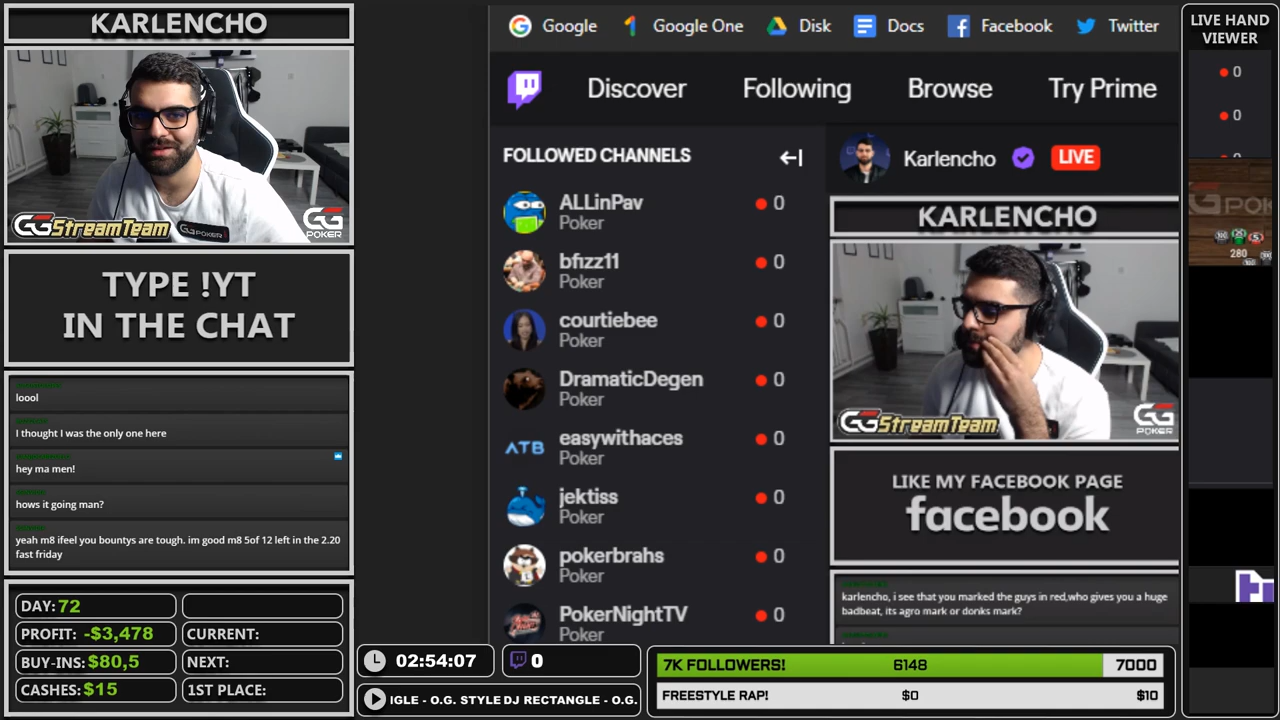 KARLENCHO
GGStreamTeam
GGPOKER
GG
POKER
TYPE !YT
IN THE CHAT
loool
I thought I was the only one here
hey ma men!
hows it going man?
yeah m8 ifeel you bountys are tough. im good m8 5of 12 left in the 2.20
fast friday
DAY: 72
PROFIT: -$3,478
CURRENT:
BUY-INS: $80,5
NEXT:
CASHES: $15
1ST PLACE:
Google
Google One
Disk
Docs
Facebook
Twitter
Discover
Following
Browse
Try Prime
FOLLOWED CHANNELS
ALLinPav
Poker
0
bfizz11
Poker
0
courtiebee
Poker
0
DramaticDegen
Poker
0
ATB
easywithaces
Poker
0
jektiss
Poker
0
pokerbrahs
Poker
0
PokerNightTV
Poker
0
Karlencho
LIVE
KARLENCHO
GGStreamTeam
GG
POKER
LIKE MY FACEBOOK PAGE
facebook
karlencho, i see that you marked the guys in red,who gives you a huge
badbeat, its agro mark or donks mark?
02:54:07
0
IGLE - O.G. STYLE DJ RECTANGLE - O.G.
7K FOLLOWERS!
6148
7000
FREESTYLE RAP!
$0
$10
LIVE HAND
VIEWER
0
0
280